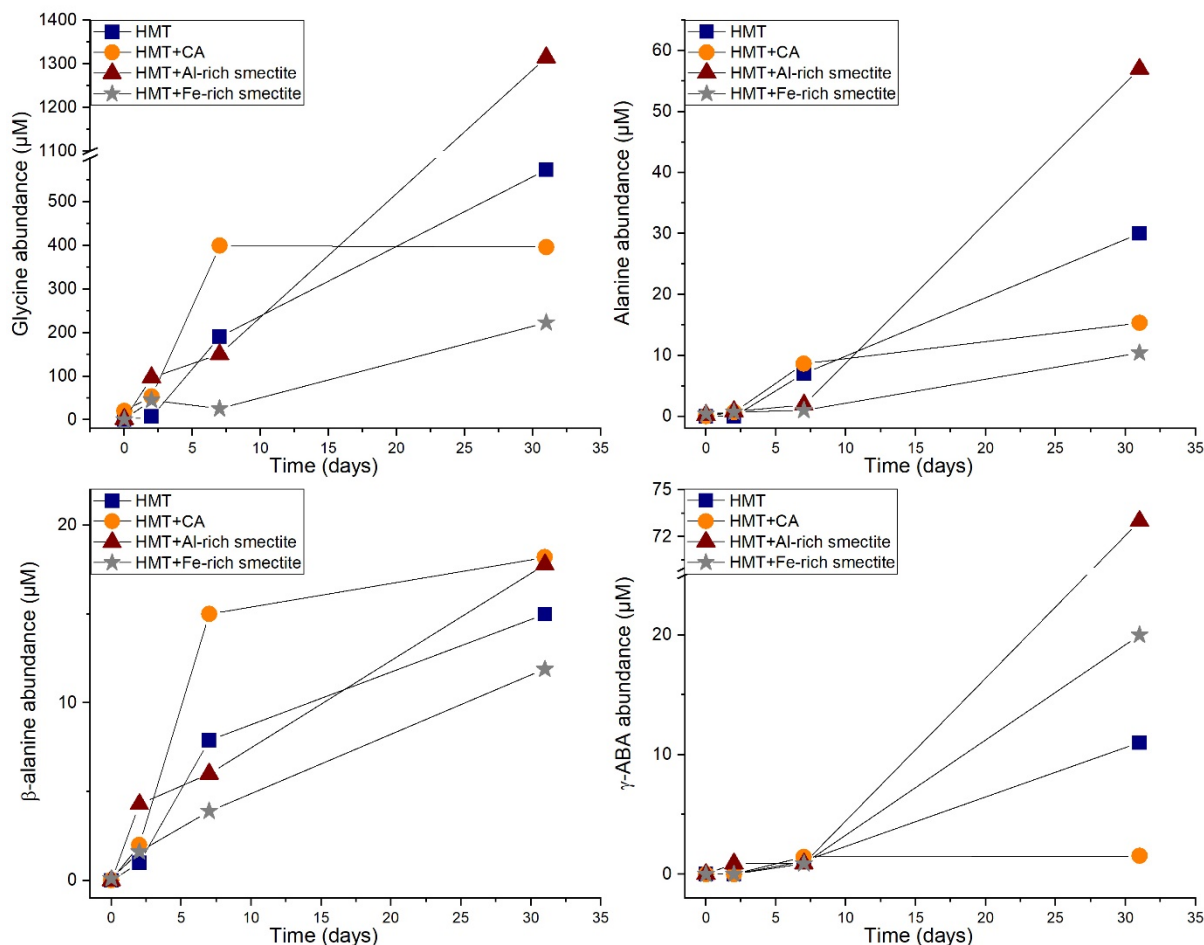 Glycine abundance (µM)
1400
1300
1200
1100
500
400
300
200
100
0
HMT
HMT+CA
HMT+Al-rich smectite
HMT+Fe-rich smectite
0 5 10 15 20 25 30 35
Time (days)
Alanine abundance (µM)
60
50
40
30
20
10
0
HMT
HMT+CA
HMT+Al-rich smectite
HMT+Fe-rich smectite
0 5 10 15 20 25 30 35
Time (days)
β-alanine abundance (µM)
20
10
0
HMT
HMT+CA
HMT+Al-rich smectite
HMT+Fe-rich smectite
0 5 10 15 20 25 30 35
Time (days)
γ-ABA abundance (µM)
75
72
20
10
0
HMT
HMT+CA
HMT+Al-rich smectite
HMT+Fe-rich smectite
0 5 10 15 20 25 30 35
Time (days)